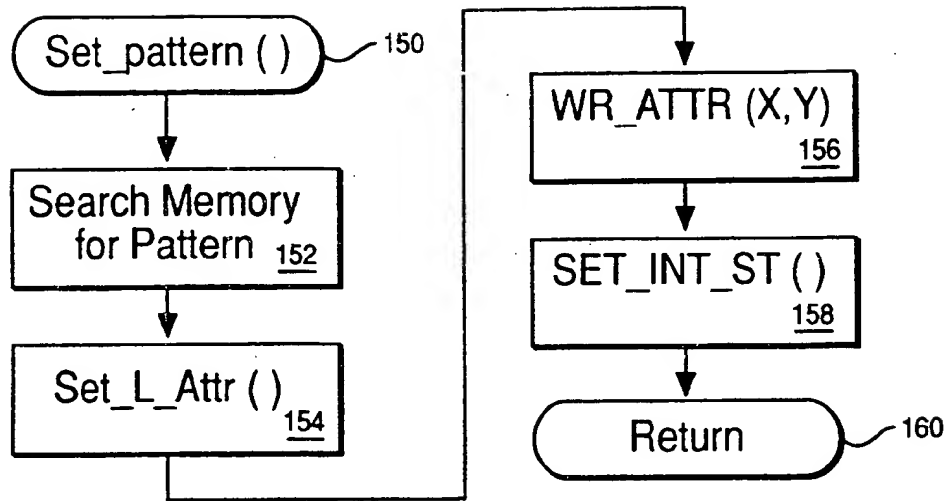 Set_pattern ( )
150
Search Memory
for Pattern 152
Set_L_Attr ( )
154
WR_ATTR (X,Y)
156
SET_INT_ST ( )
158
Return
160